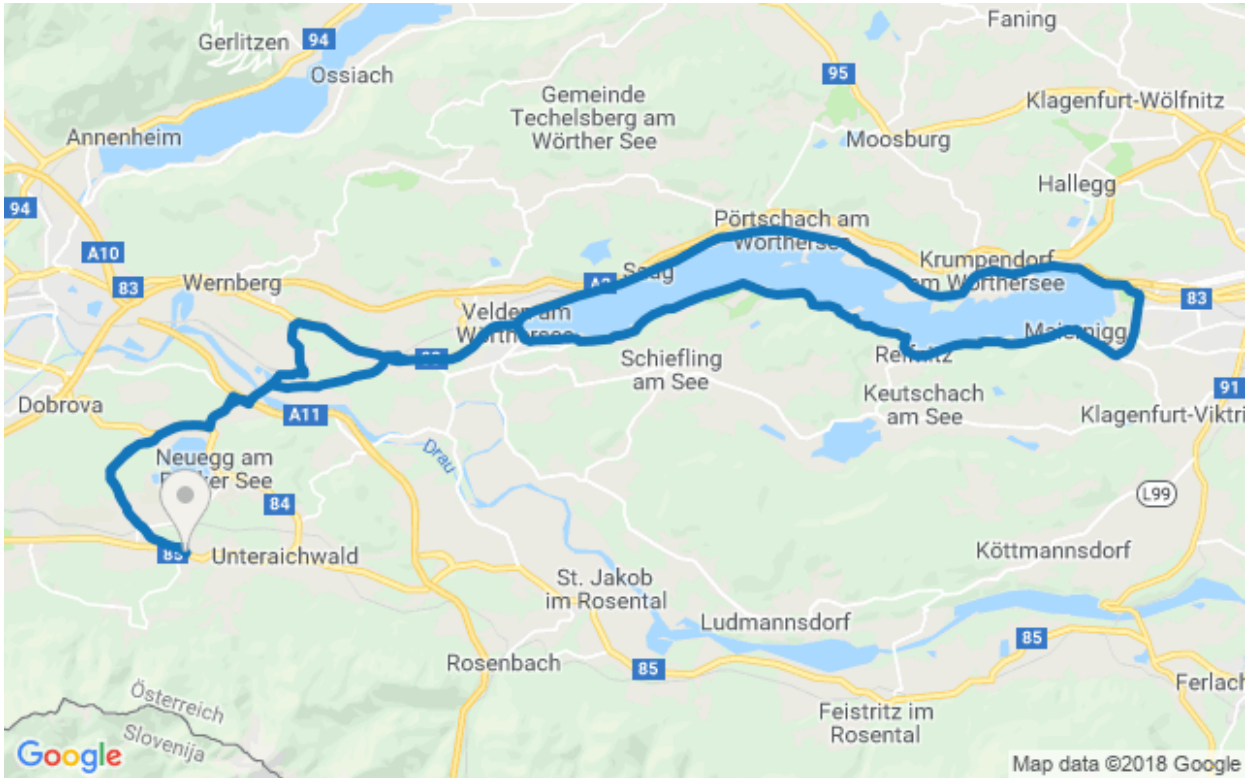 Faning
Gerlitzen
94
Ossiach
95
Gemeinde
Techelsberg am
Wörther See
Klagenfurt-Wölfnitz
Annenheim
Moosburg
Hallegg
94
Pörtschach am
Wörthersee
A10
Krumpendorf
am Wörthersee
Wernberg
83
83
Velden am
Wörthersee
Maiernigg
Schiefling
am See
Reifnitz
Keutschach
am See
91
Dobrova
A11
Klagenfurt-Viktri
Drau
Neuegg am
See
84
L99
85
Unteraichwald
Köttmannsdorf
St. Jakob
im Rosental
Ludmannsdorf
85
Rosenbach
85
Ferlach
Österreich
Slovenija
Feistritz im
Rosental
Google
Map data ©2018 Google